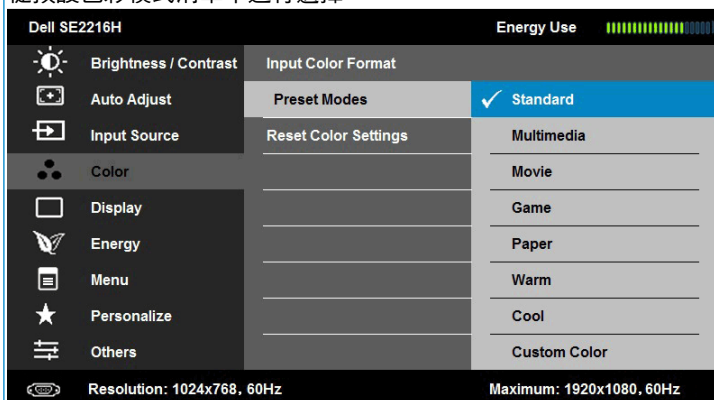 Dell SE2216H Energy Use
Brightness / Contrast Input Color Format
Auto Adjust Preset Modes Standard
Input Source Reset Color Settings Multimedia
Color Movie
Display Game
Energy Paper
Menu Warm
Personalize Cool
Others Custom Color
Resolution: 1024x768, 60Hz Maximum: 1920x1080, 60Hz